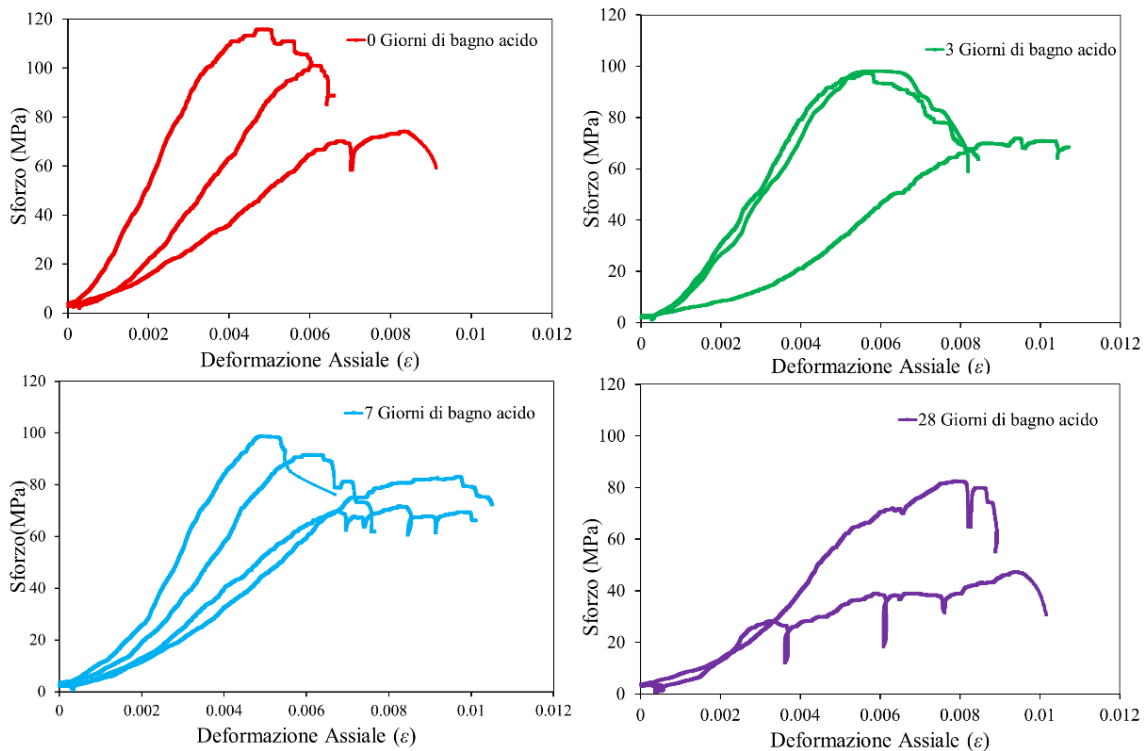 120
100
80
60
40
20
0
Sforzo (MPa)
0 Giorni di bagno acido
0 0.002 0.004 0.006 0.008 0.01 0.012
Deformazione Assiale (ε)
120
100
80
60
40
20
0
Sforzo (MPa)
3 Giorni di bagno acido
0 0.002 0.004 0.006 0.008 0.01 0.012
Deformazione Assiale (ε)
120
100
80
60
40
20
0
Sforzo(MPa)
7 Giorni di bagno acido
0 0.002 0.004 0.006 0.008 0.01 0.012
Deformazione Assiale (ε)
120
100
80
60
40
20
0
Sforzo (MPa)
28 Giorni di bagno acido
0 0.002 0.004 0.006 0.008 0.01 0.012
Deformazione Assiale (ε)